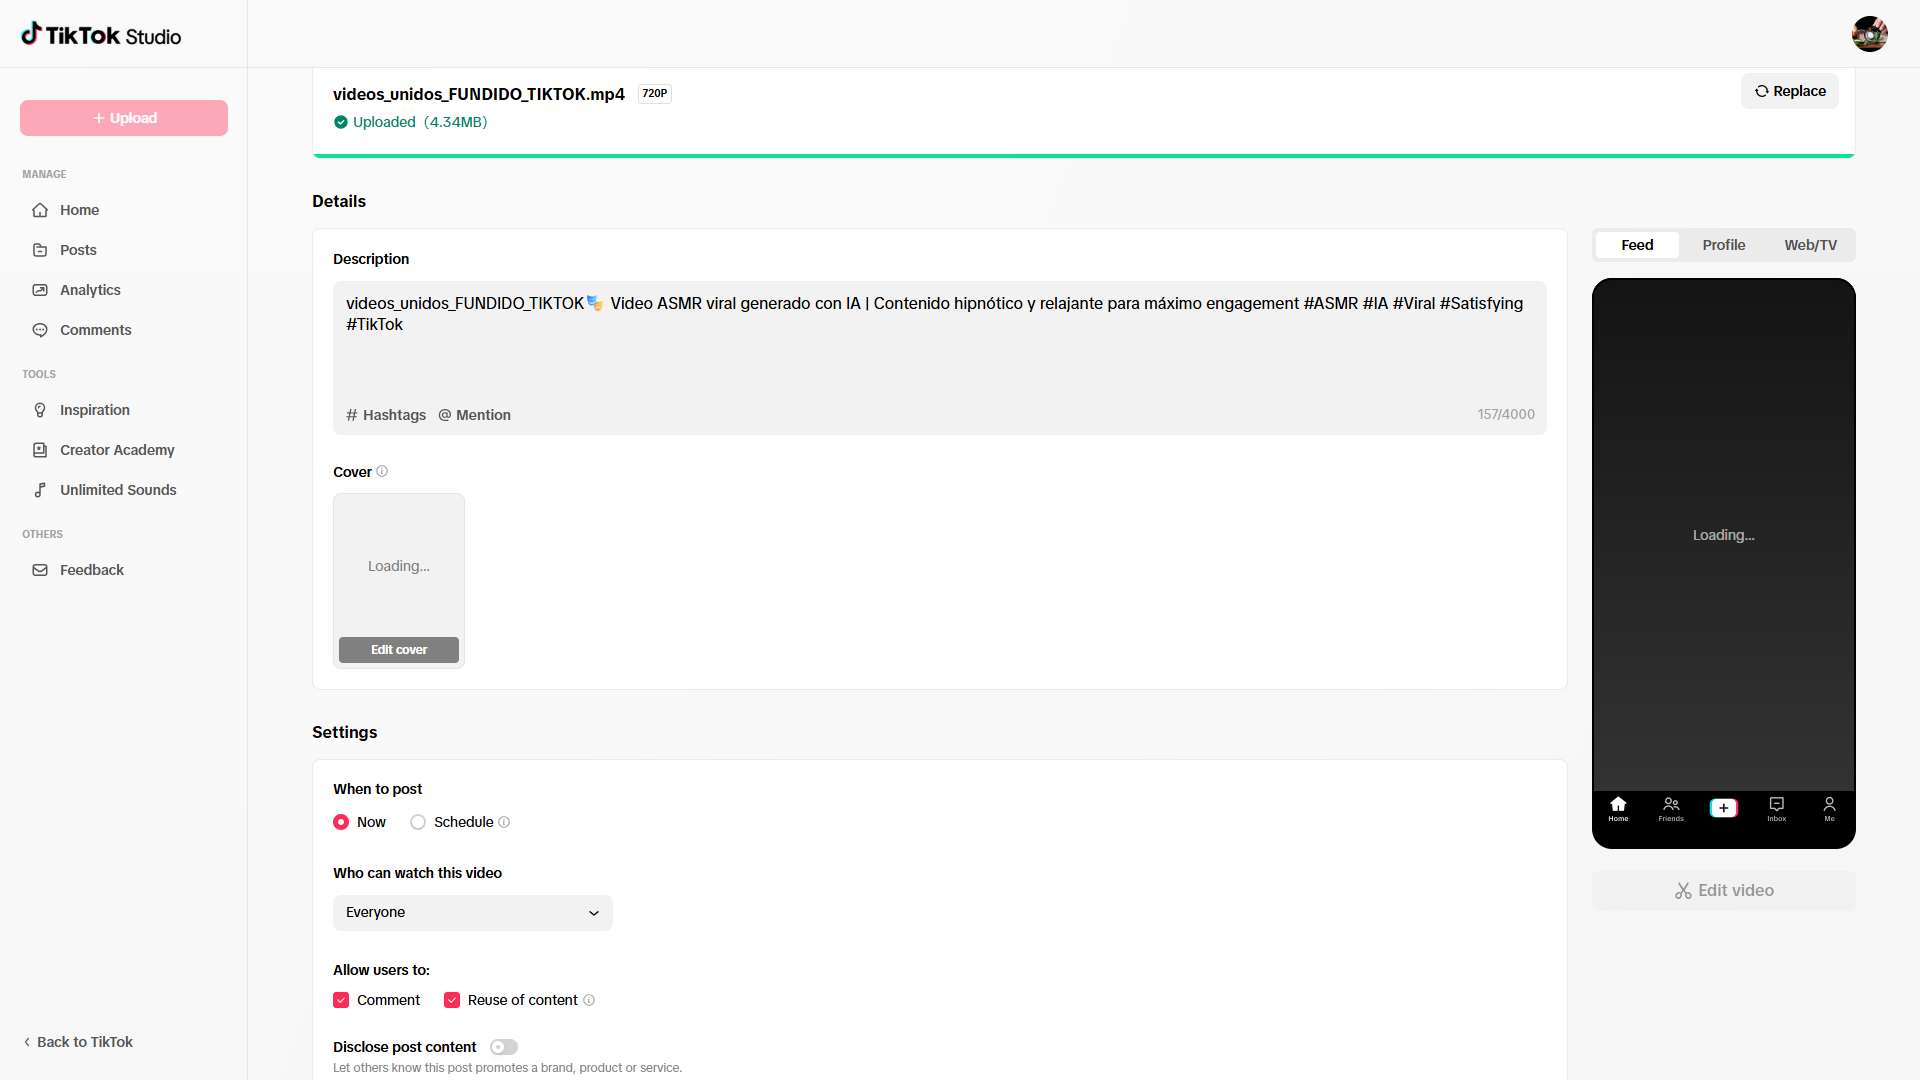 TikTok Studio
Upload
MANAGE
Home
Posts
Analytics
Comments
TOOLS
Inspiration
Creator Academy
Unlimited Sounds
OTHERS
Feedback
Back to TikTok
videos_unidos_FUNDIDO_TIKTOK.mp4 720P
Uploaded (4.34MB)
Replace
Details
Description
videos_unidos_FUNDIDO_TIKTOK🎭 Video ASMR viral generado con IA | Contenido hipnótico y relajante para máximo engagement #ASMR #IA #Viral #Satisfying
#TikTok
# Hashtags @ Mention 157/4000
Cover
Loading...
Edit cover
Settings
When to post
Now Schedule
Who can watch this video
Everyone
Allow users to:
Comment Reuse of content
Disclose post content
Let others know this post promotes a brand, product or service.
Feed Profile Web/TV
Loading...
Home Friends Inbox Me
Edit video